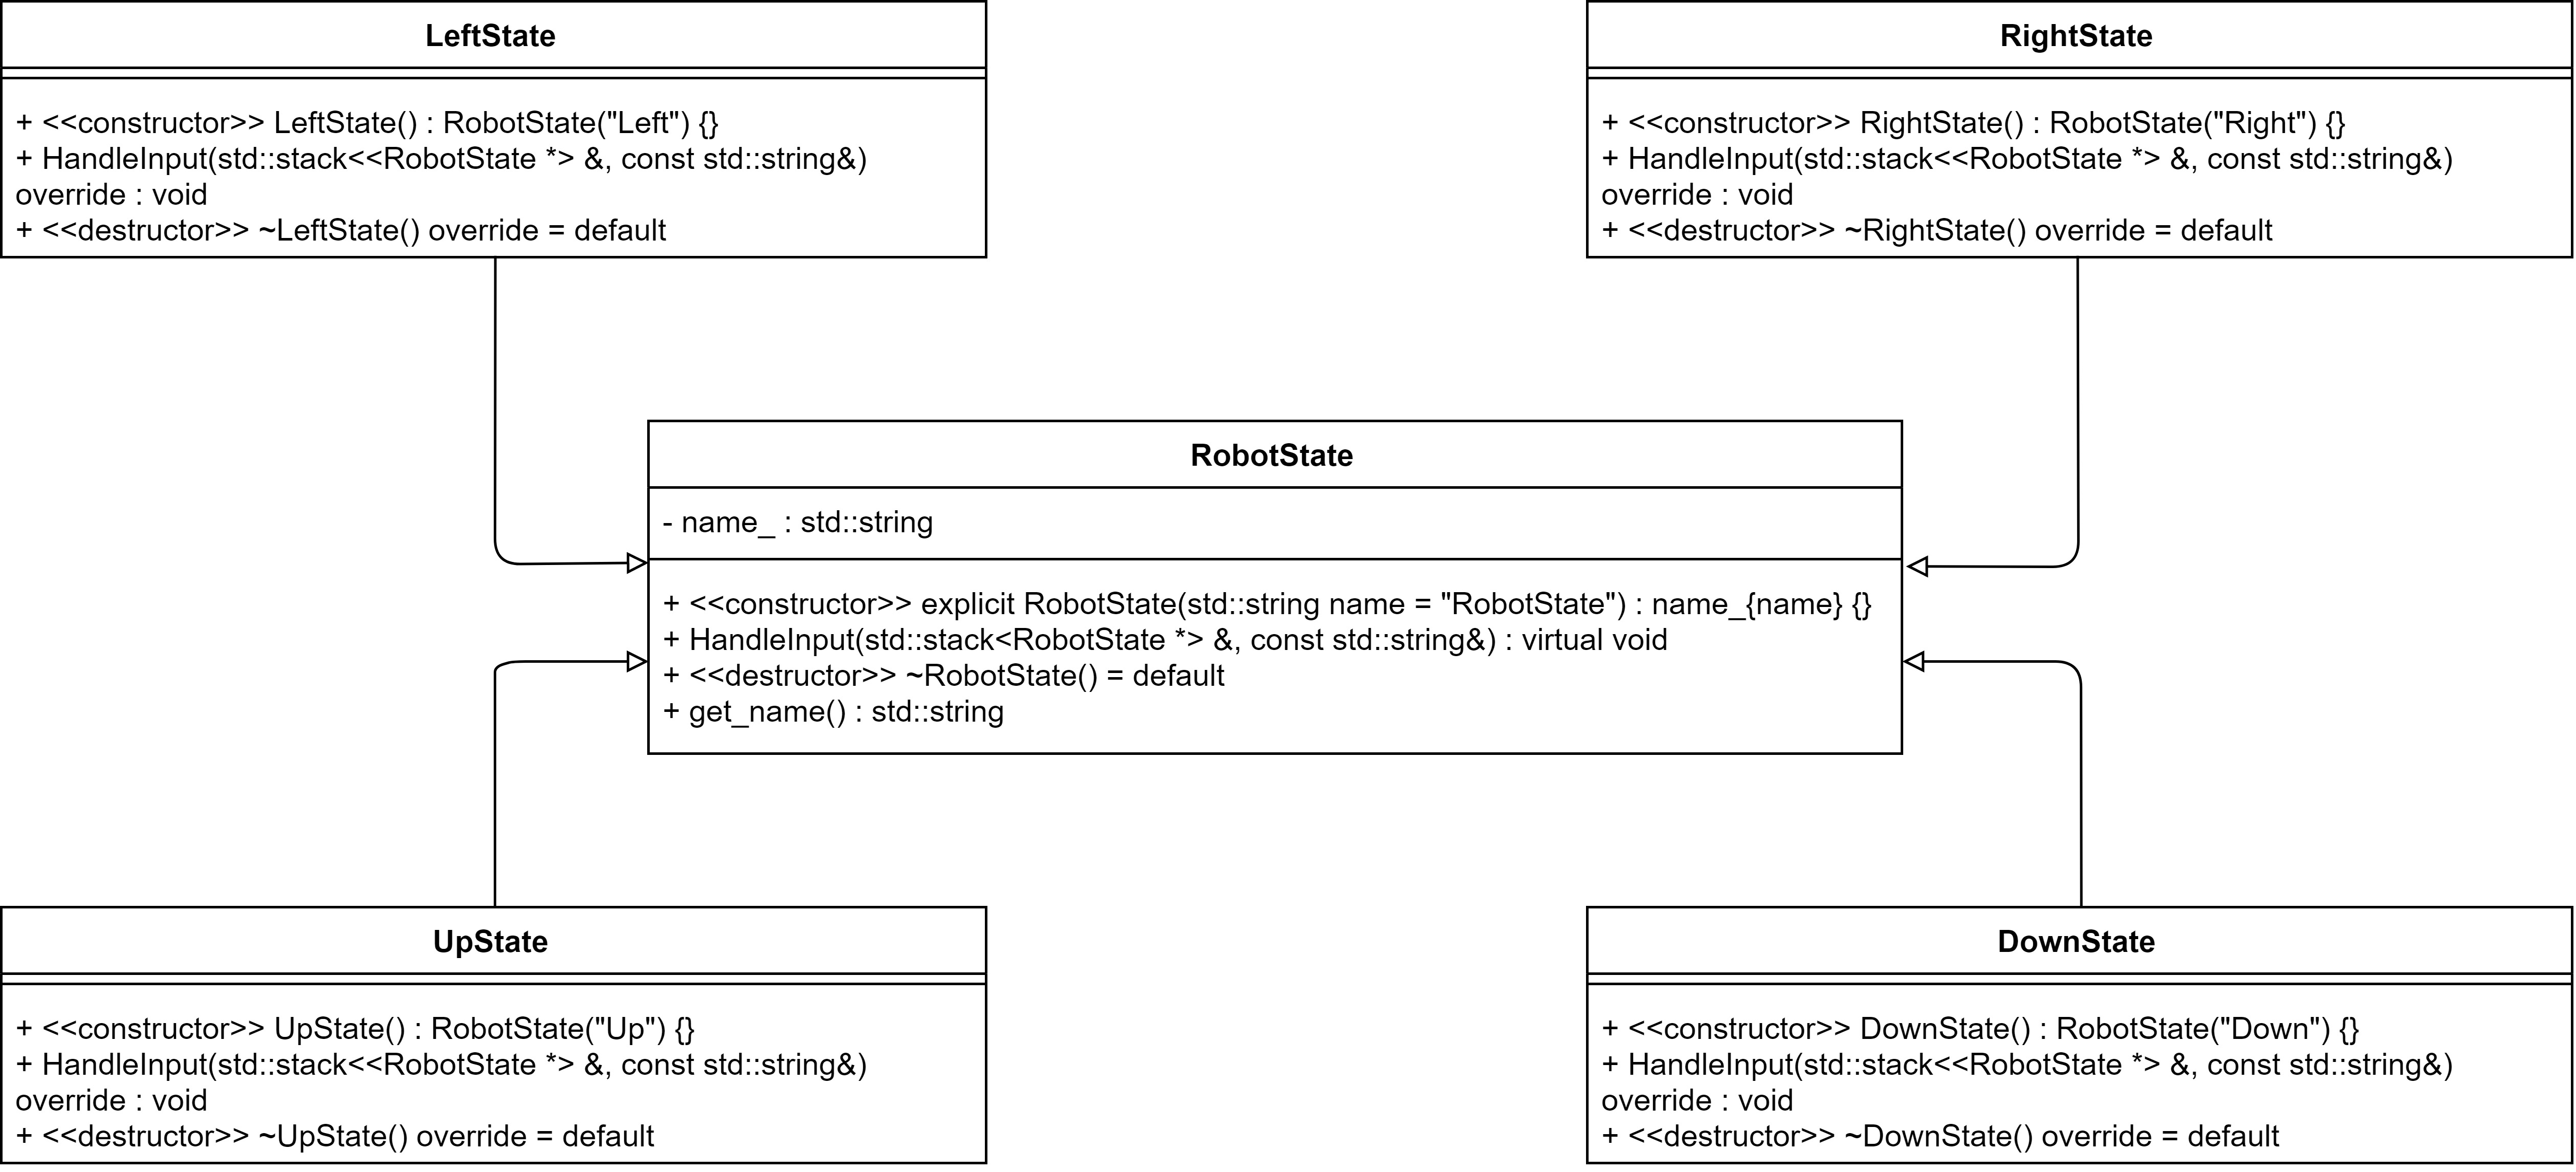 LeftState
+ <<constructor>> LeftState() : RobotState("Left") {}
+ HandleInput(std::stack<<RobotState *> &, const std::string&)
override : void
+ <<destructor>> ~LeftState() override = default
RightState
+ <<constructor>> RightState() : RobotState("Right") {}
+ HandleInput(std::stack<<RobotState *> &, const std::string&)
override : void
+ <<destructor>> ~RightState() override = default
RobotState
- name_ : std::string
+ <<constructor>> explicit RobotState(std::string name = "RobotState") : name_{name} {}
+ HandleInput(std::stack<RobotState *> &, const std::string&) : virtual void
+ <<destructor>> ~RobotState() = default
+ get_name() : std::string
UpState
+ <<constructor>> UpState() : RobotState("Up") {}
+ HandleInput(std::stack<<RobotState *> &, const std::string&)
override : void
+ <<destructor>> ~UpState() override = default
DownState
+ <<constructor>> DownState() : RobotState("Down") {}
+ HandleInput(std::stack<<RobotState *> &, const std::string&)
override : void
+ <<destructor>> ~DownState() override = default